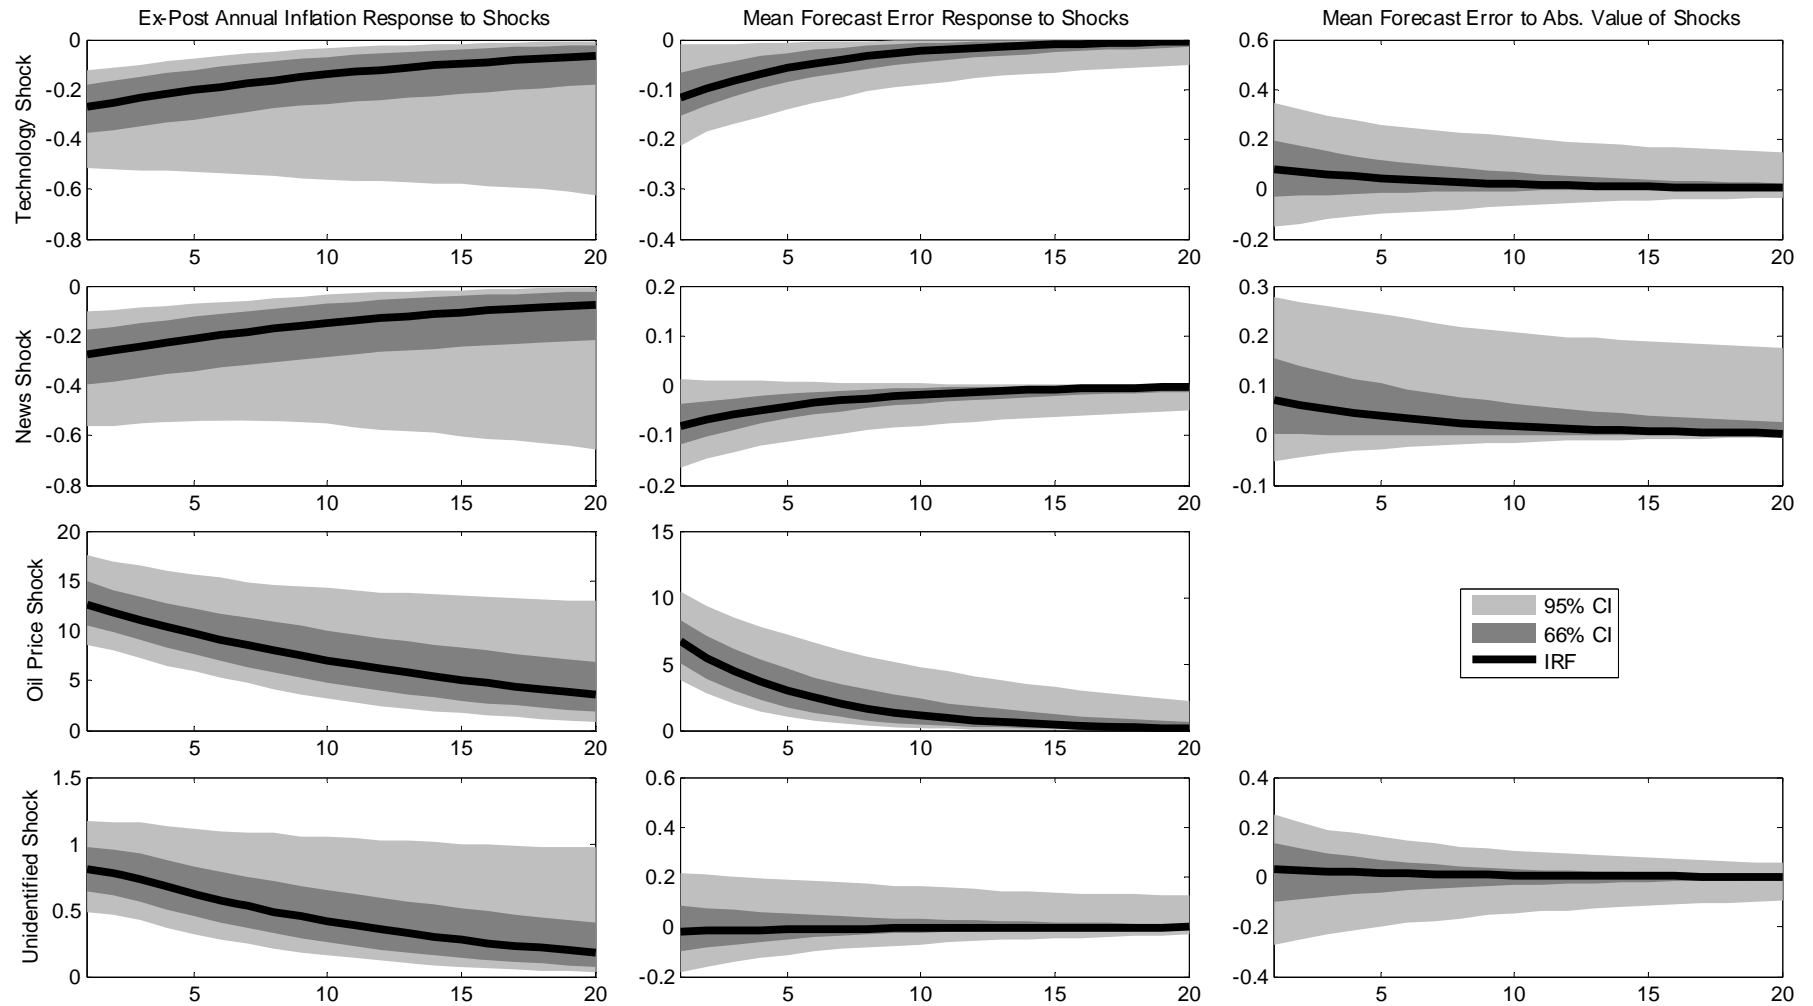 Ex-Post Annual Inflation Response to Shocks
Mean Forecast Error Response to Shocks
Mean Forecast Error to Abs. Value of Shocks
Technology Shock
0
-0.2
-0.4
-0.6
-0.8
5 10 15 20
0
-0.1
-0.2
-0.3
-0.4
5 10 15 20
0.6
0.4
0.2
0
-0.2
5 10 15 20
News Shock
0
-0.2
-0.4
-0.6
-0.8
5 10 15 20
0.2
0.1
0
-0.1
-0.2
5 10 15 20
0.3
0.2
0.1
0
-0.1
5 10 15 20
Oil Price Shock
20
15
10
5
0
5 10 15 20
15
10
5
0
5 10 15 20
95% CI
66% CI
IRF
Unidentified Shock
1.5
1
0.5
0
5 10 15 20
0.6
0.4
0.2
0
-0.2
5 10 15 20
0.4
0.2
0
-0.2
-0.4
5 10 15 20